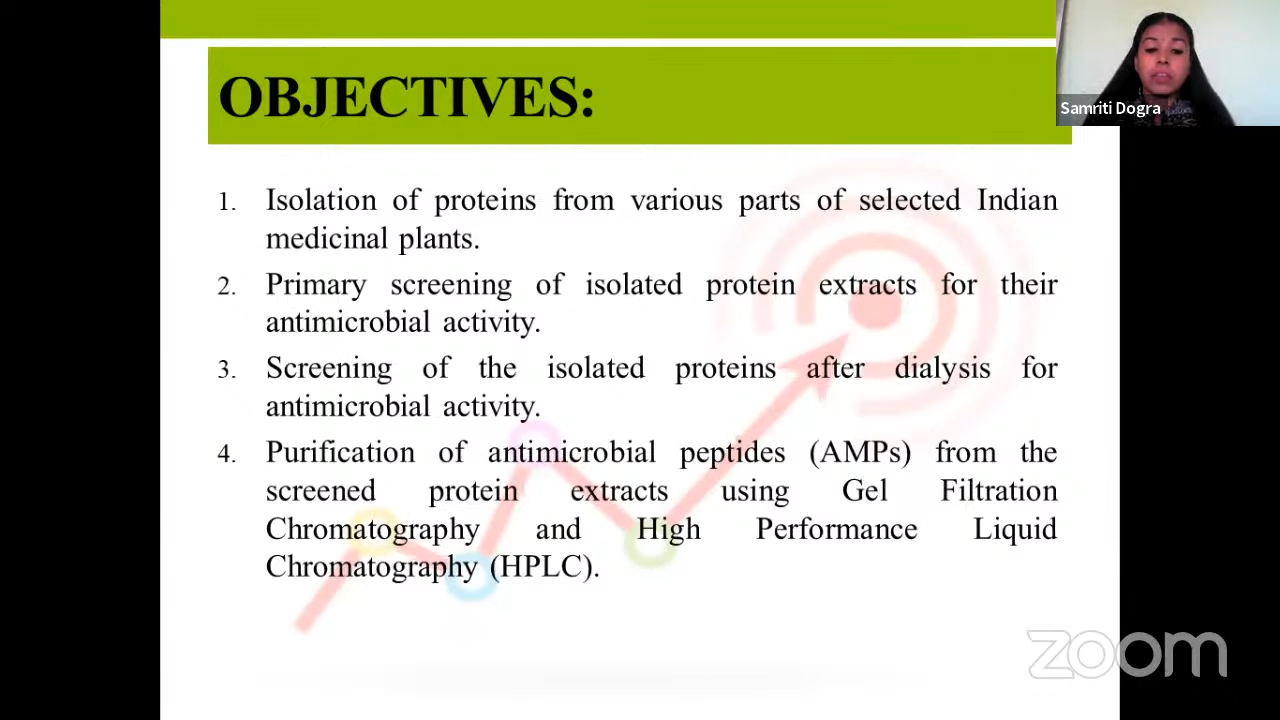 OBJECTIVES:
Samriti Dogra
1. Isolation of proteins from various parts of selected Indian
medicinal plants.
2. Primary screening of isolated protein extracts for their
antimicrobial activity.
3. Screening of the isolated proteins after dialysis for
antimicrobial activity.
4. Purification of antimicrobial peptides (AMPs) from the
screened protein extracts using Gel Filtration
Chromatography and High Performance Liquid
Chromatography (HPLC).
zoom